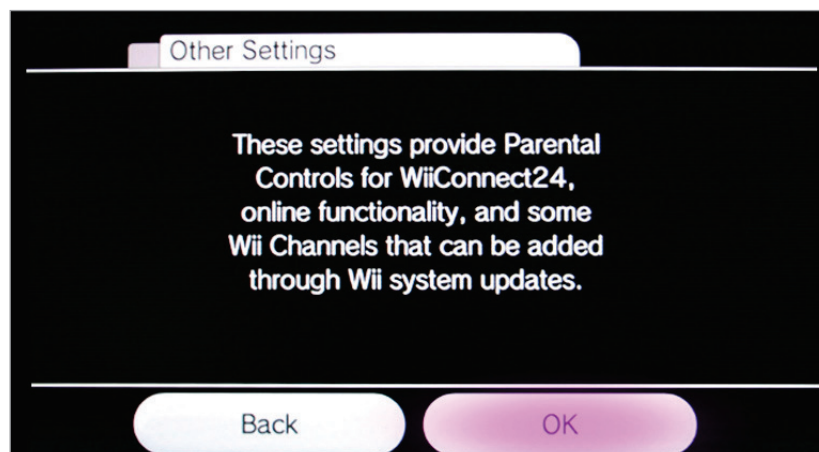 Other Settings
These settings provide Parental
Controls for WiiConnect24,
online functionality, and some
Wii Channels that can be added
through Wii system updates.
Back
OK